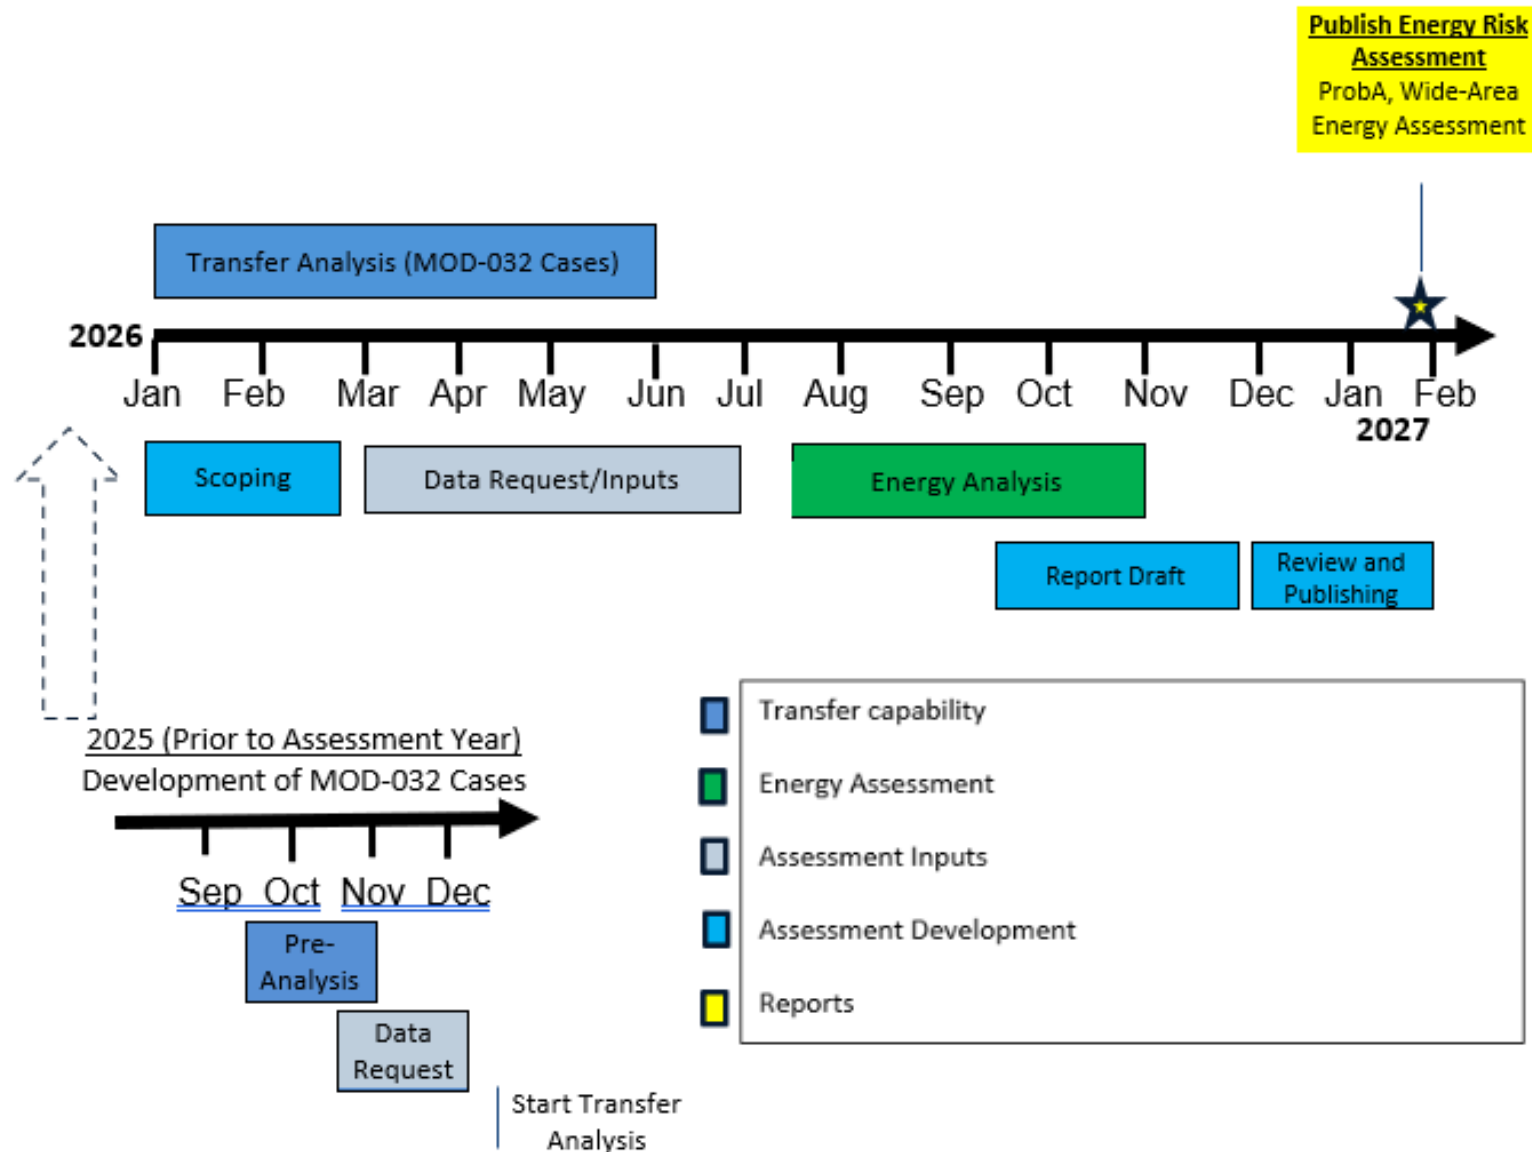 Publish Energy Risk
Assessment
ProbA, Wide-Area
Energy Assessment
Transfer Analysis (MOD-032 Cases)
2026
Jan Feb Mar Apr May Jun Jul Aug Sep Oct Nov Dec Jan Feb
2027
Scoping
Data Request/Inputs
Energy Analysis
Report Draft
Review and
Publishing
2025 (Prior to Assessment Year)
Development of MOD-032 Cases
Sep Oct Nov Dec
Pre-
Analysis
Data
Request
Start Transfer
Analysis
Transfer capability
Energy Assessment
Assessment Inputs
Assessment Development
Reports